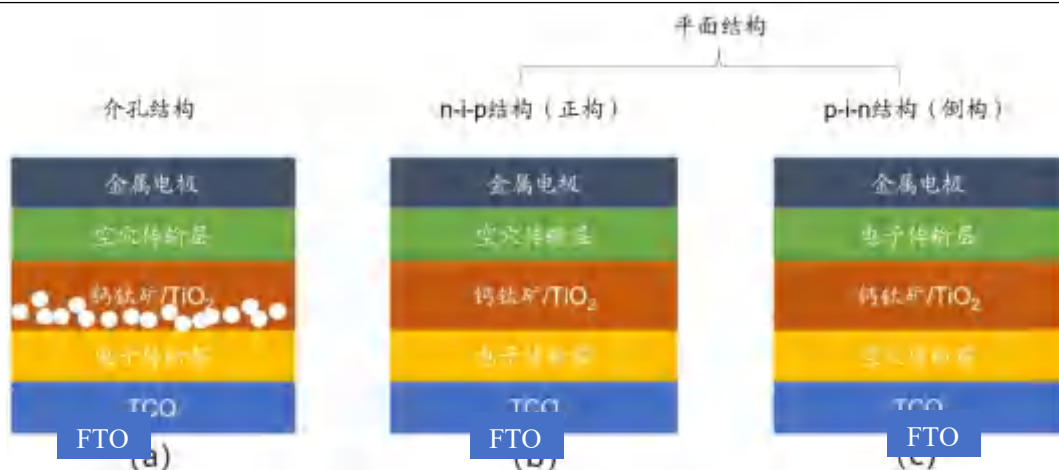 平面结构
介孔结构
n-i-p结构（正构）
p-i-n结构（倒构）
金属电极
金属电极
金属电极
空穴传输层
空穴传输层
电子传输层
钙钛矿/TiO2
钙钛矿/TiO2
钙钛矿/TiO2
电子传输层
电子传输层
空穴传输层
TCO
TCO
TCO
FTO
FTO
FTO
(a)
(b)
(c)